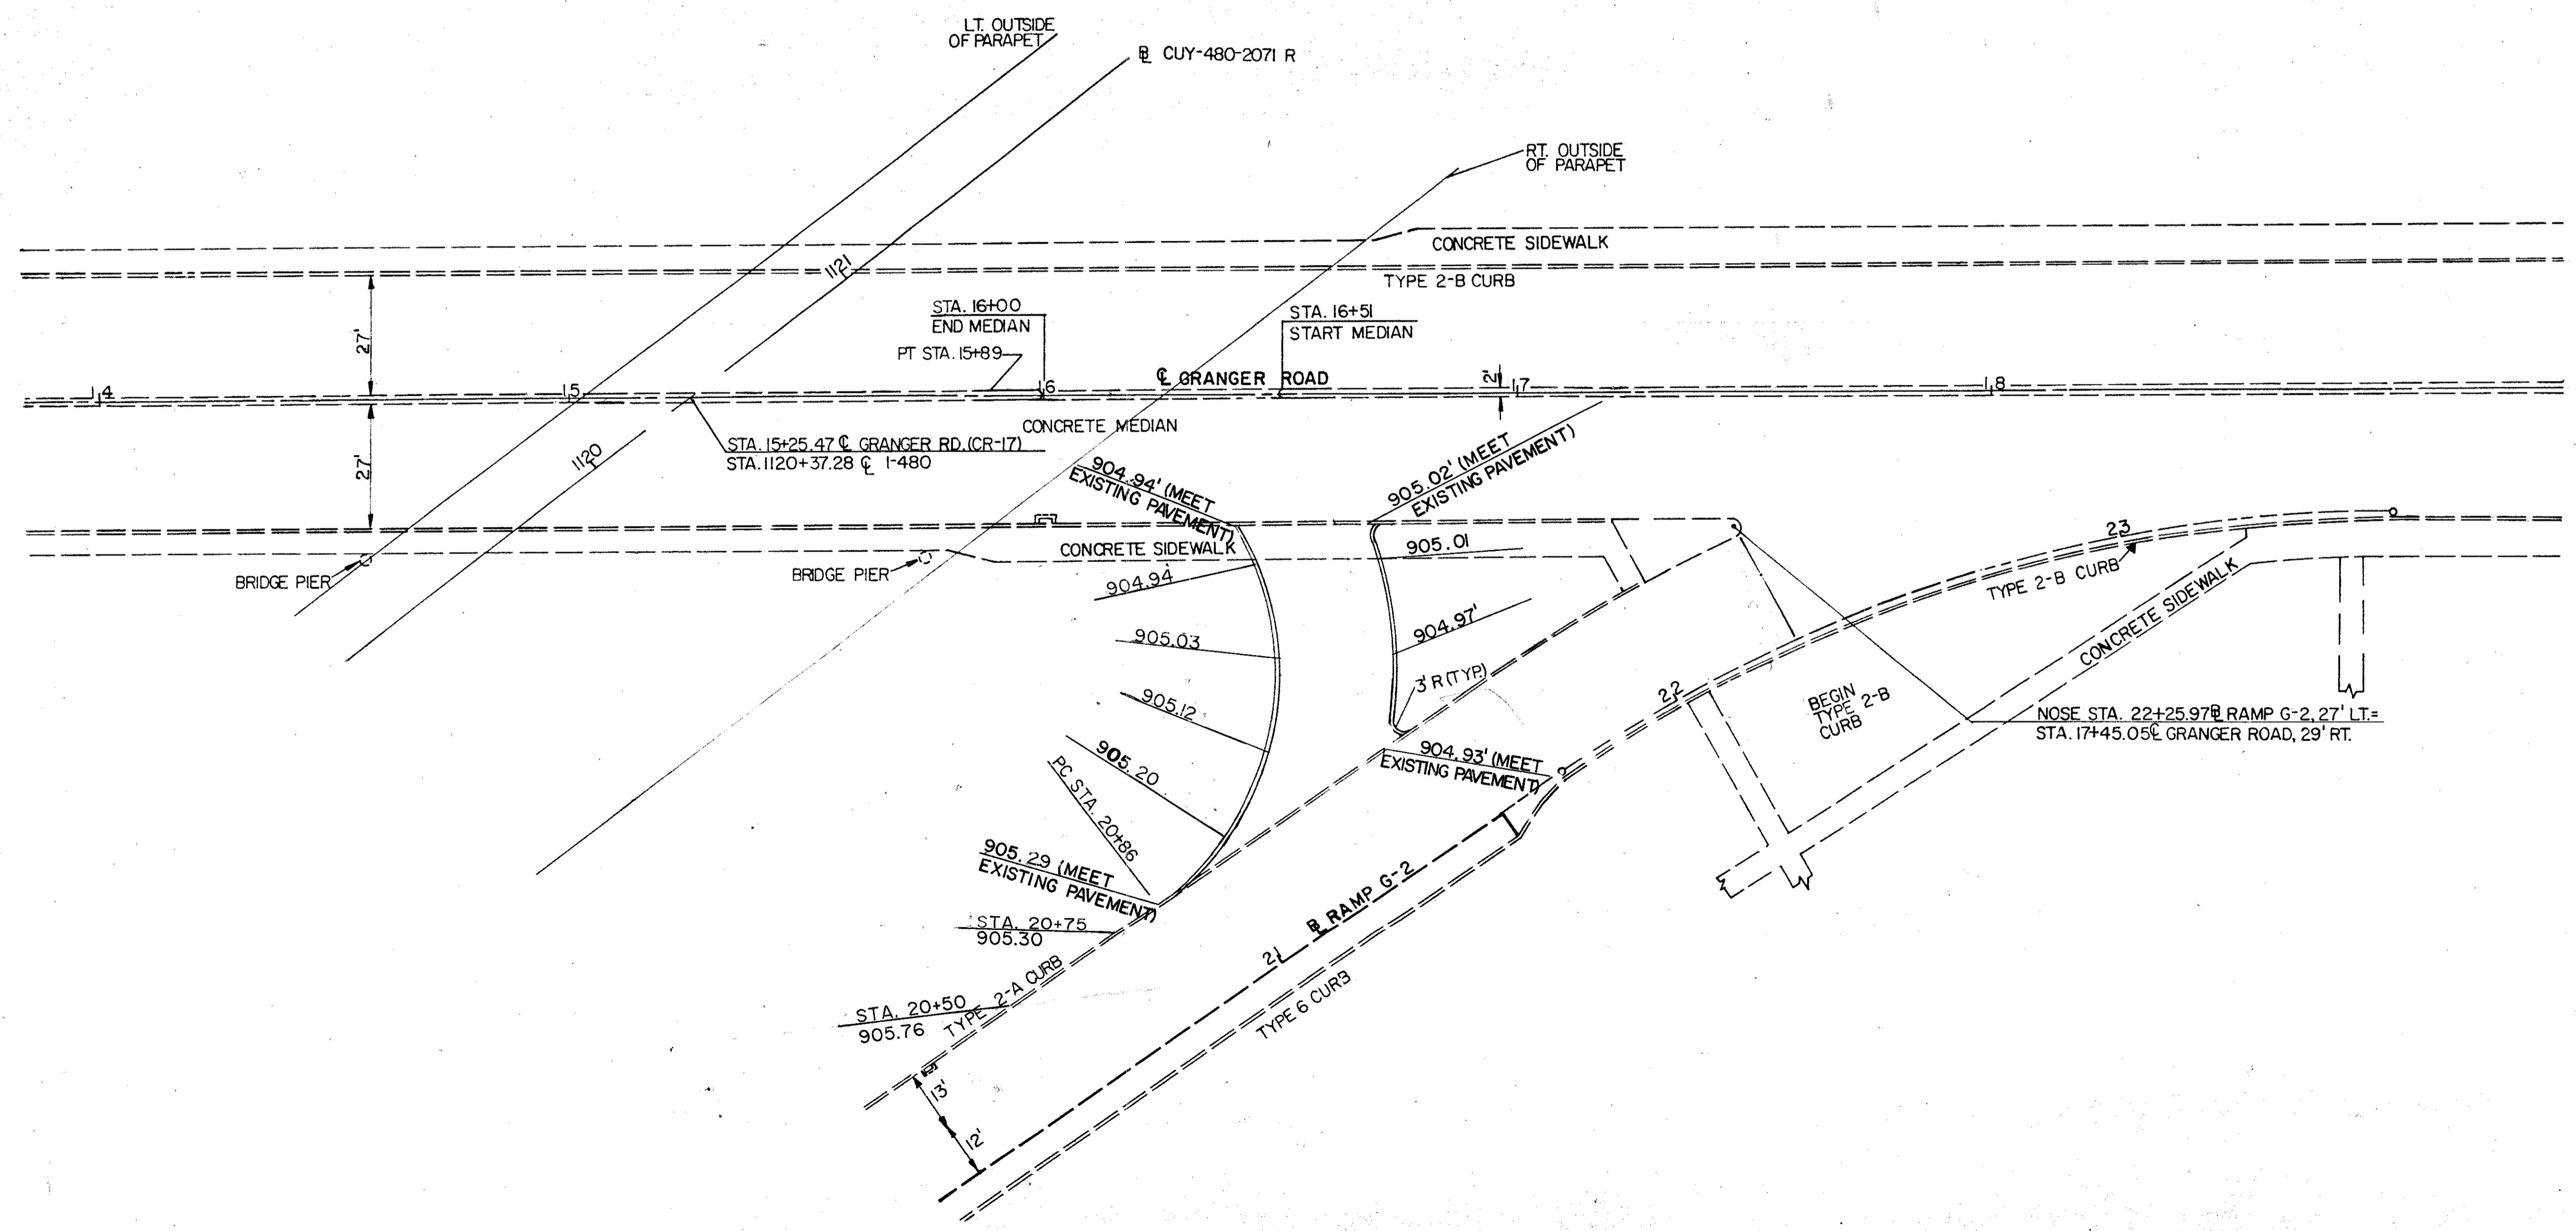 LT. OUTSIDE
OF PARAPET
℄ CUY-480-2071 R
RT. OUTSIDE
OF PARAPET
CONCRETE SIDEWALK
1121
TYPE 2-B CURB
STA. 16+00
END MEDIAN
STA. 16+51
START MEDIAN
27'
PT STA. 15+89
℄ GRANGER ROAD
2'
14
15
16
17
18
CONCRETE MEDIAN
STA. 15+25.47 ℄ GRANGER RD.(CR-17)
STA. 1120+37.28 ℄ I-480
1120
27'
904.94' (MEET
EXISTING PAVEMENT)
905.02' (MEET
EXISTING PAVEMENT)
CONCRETE SIDEWALK
905.01
23
BRIDGE PIER
BRIDGE PIER
904.94
TYPE 2-B CURB
905.03
904.97'
CONCRETE SIDEWALK
3'R (TYP.)
22
905.12
BEGIN
TYPE 2-B
CURB
NOSE STA. 22+25.97 ℄ RAMP G-2, 27' LT.=
STA. 17+45.05 ℄ GRANGER ROAD, 29' RT.
905.20
904.93' (MEET
EXISTING PAVEMENT)
PC STA. 20+86
905.29 (MEET
EXISTING PAVEMENT)
STA. 20+75
905.30
℄ RAMP G-2
21
TYPE 2-A CURB
STA. 20+50
905.76
TYPE 6 CURB
13'
12'